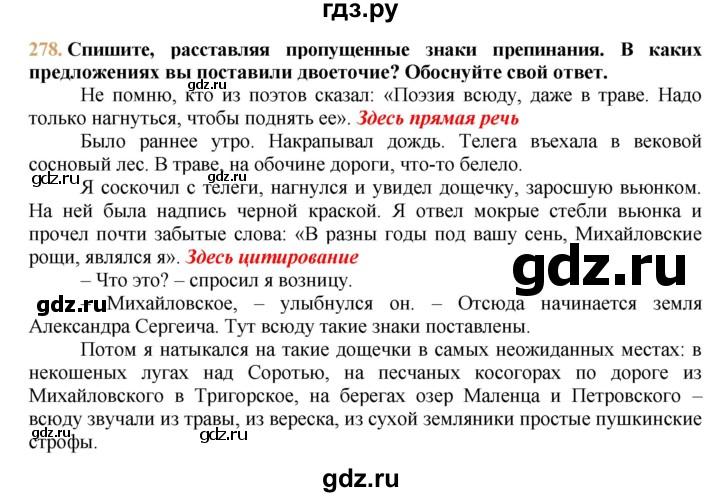 гдз.ру
278. Спишите, расставляя пропущенные знаки препинания. В каких
предложениях вы поставили двоеточие? Обоснуйте свой ответ.
Не помню, кто из поэтов сказал: «Поэзия всюду, даже в траве. Надо
только нагнуться, чтобы поднять ее». Здесь прямая речь
Было раннее утро. Накрапывал дождь. Телега въехала в вековой
сосновый лес. В траве, на обочине дороги, что-то белело.
Я соскочил с телеги, нагнулся и увидел дощечку, заросшую вьюнком.
На ней была надпись черной краской. Я отвел мокрые стебли вьюнка и
прочел почти забытые слова: «В разны годы под вашу сень, Михайловские
рощи, являлся я». Здесь цитирование
– Что это? – спросил я возницу.
– Михайловское, – улыбнулся он. – Отсюда начинается земля
Александра Сергеича. Тут всюду такие знаки поставлены.
Потом я натыкался на такие дощечки в самых неожиданных местах: в
некошеных лугах над Соротью, на песчаных косогорах по дороге из
Михайловского в Тригорское, на берегах озер Маленца и Петровского –
всюду звучали из травы, из вереска, из сухой земляники простые пушкинские
строфы.
gdz.ru
gdz.ru
gdz.ru
gdz.ru
gdz.ru
gdz.ru
gdz.ru
gdz.ru
gdz.ru
gdz.ru